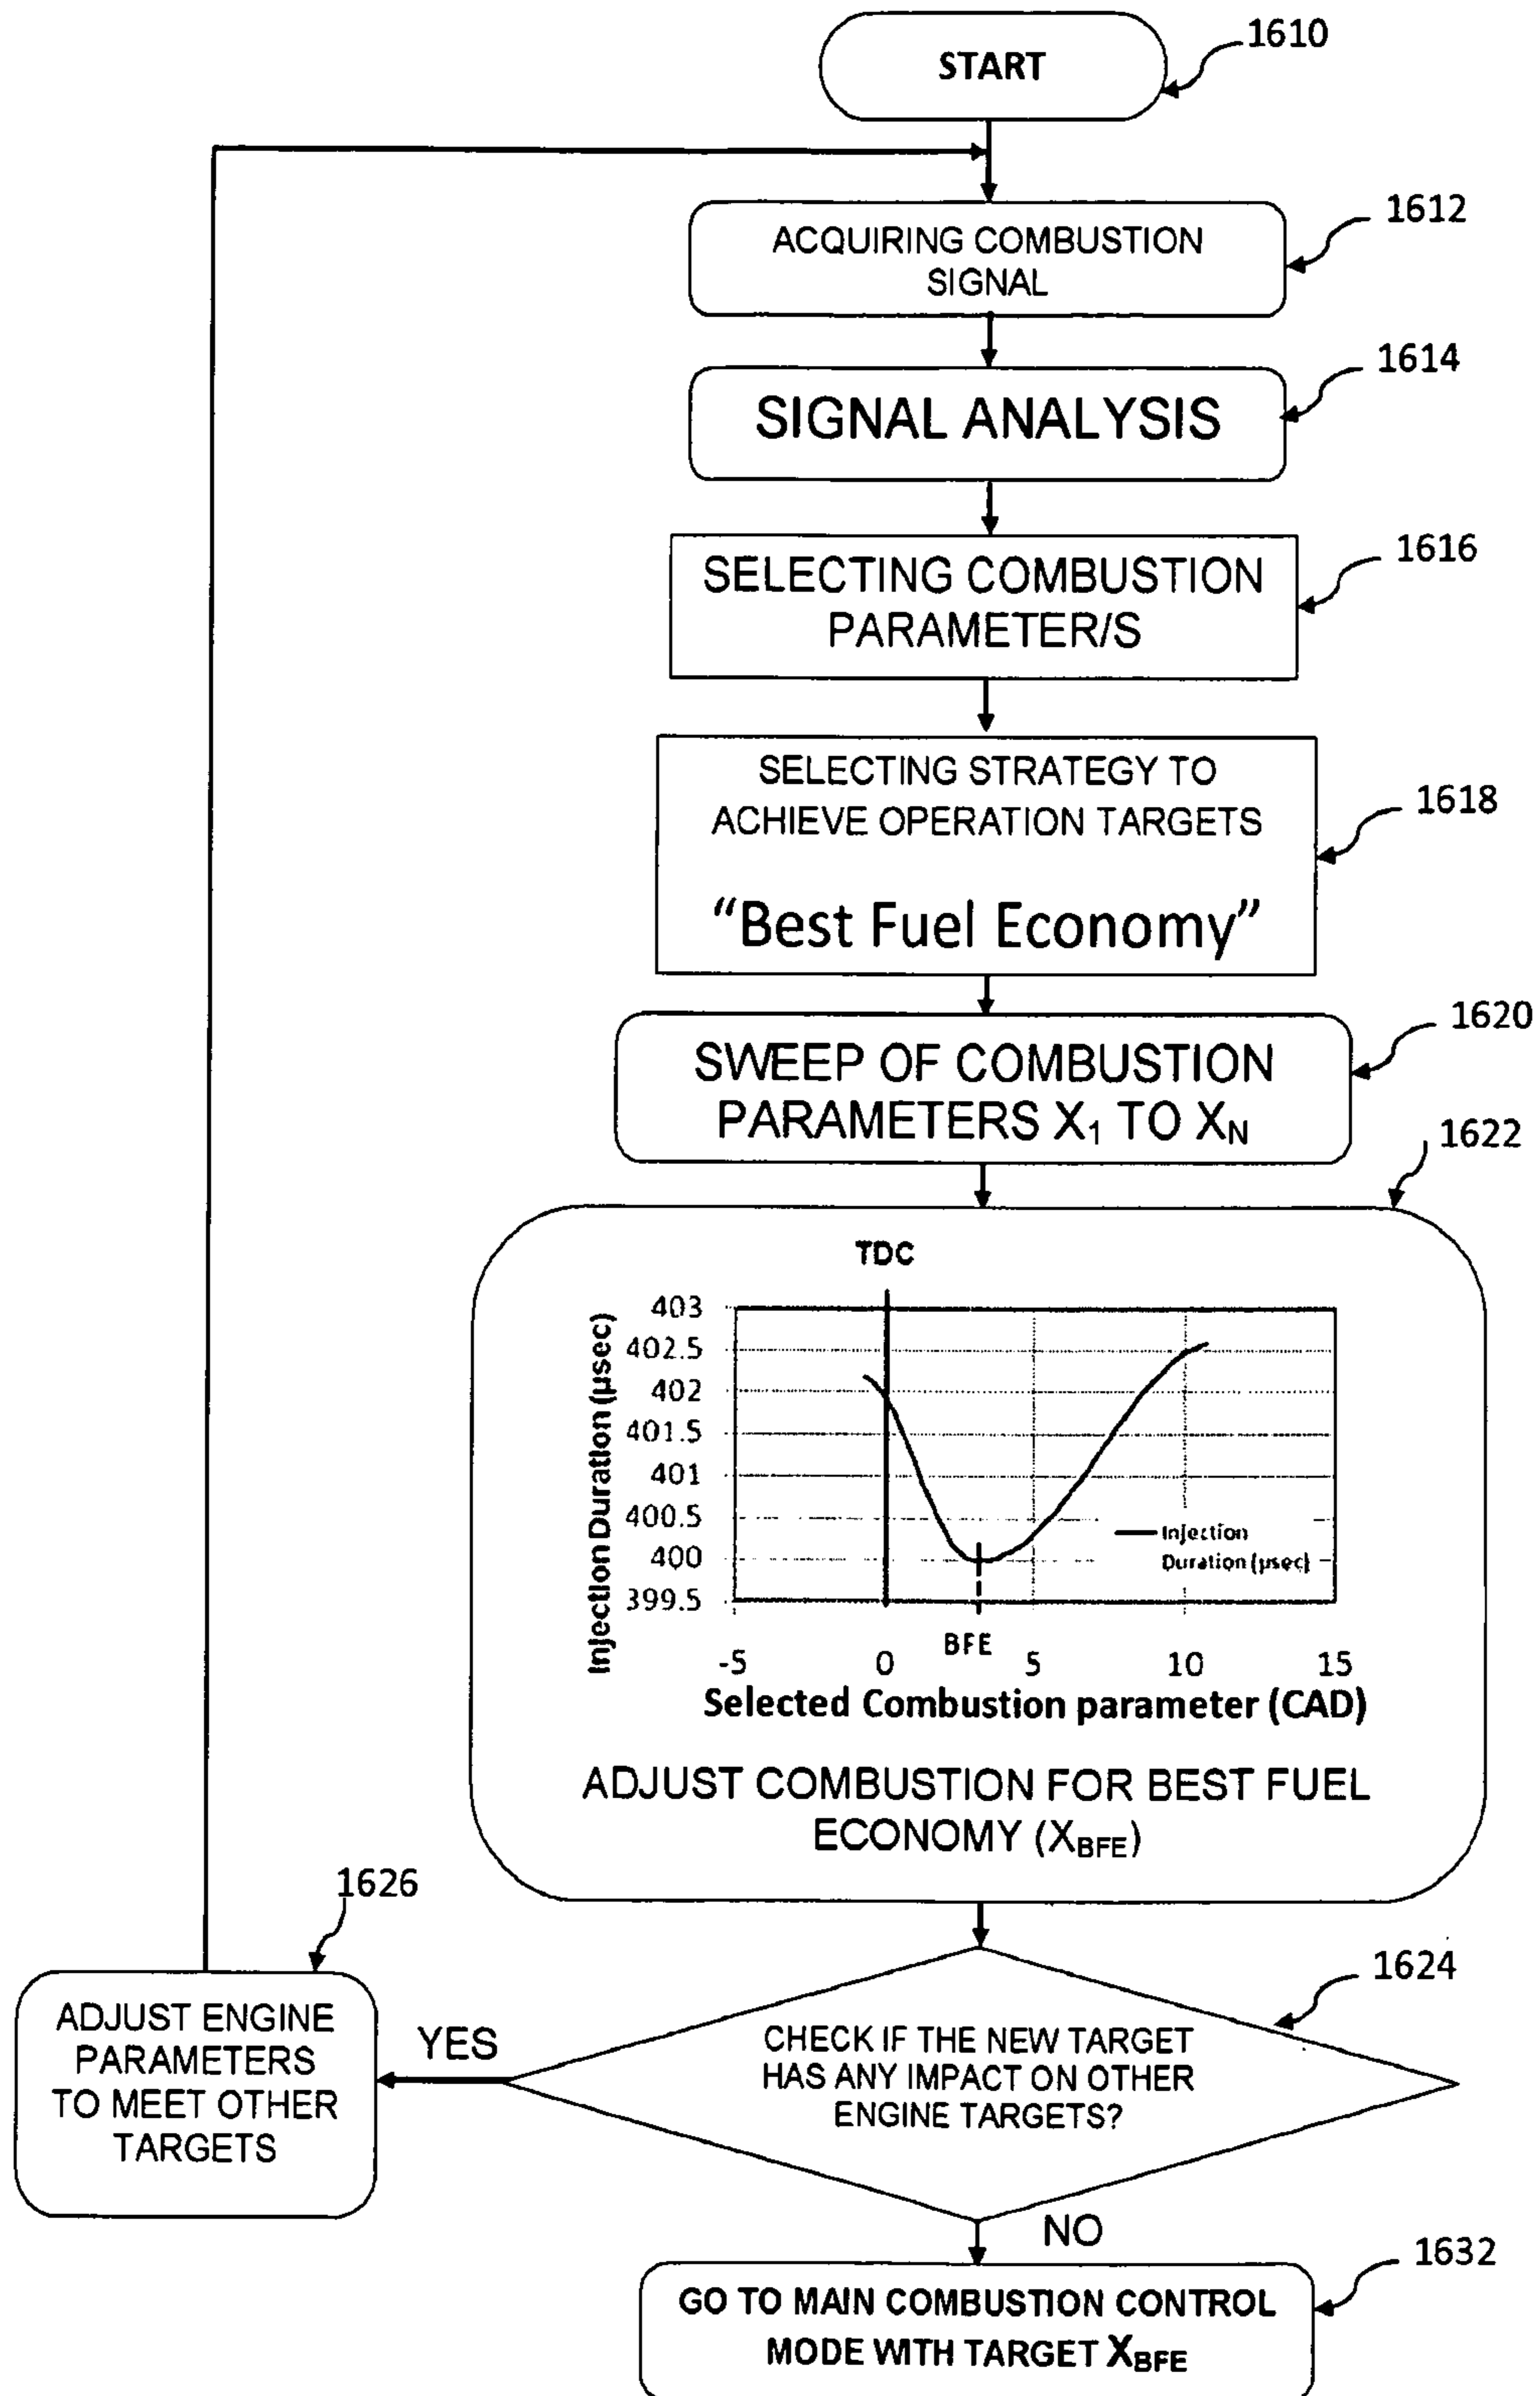 START
1610
ACQUIRING COMBUSTION
SIGNAL
1612
SIGNAL ANALYSIS
1614
SELECTING COMBUSTION
PARAMETER/S
1616
SELECTING STRATEGY TO
ACHIEVE OPERATION TARGETS
“Best Fuel Economy”
1618
SWEEP OF COMBUSTION
PARAMETERS X₁ TO X_N
1620
1622
TDC
Injection Duration (µsec)
403
402.5
402
401.5
401
400.5
400
399.5
Injection
Duration (µsec)
BFE
-5 0 5 10 15
Selected Combustion parameter (CAD)
ADJUST COMBUSTION FOR BEST FUEL
ECONOMY (X_BFE)
1624
CHECK IF THE NEW TARGET
HAS ANY IMPACT ON OTHER
ENGINE TARGETS?
YES
1626
ADJUST ENGINE
PARAMETERS
TO MEET OTHER
TARGETS
NO
1632
GO TO MAIN COMBUSTION CONTROL
MODE WITH TARGET X_BFE